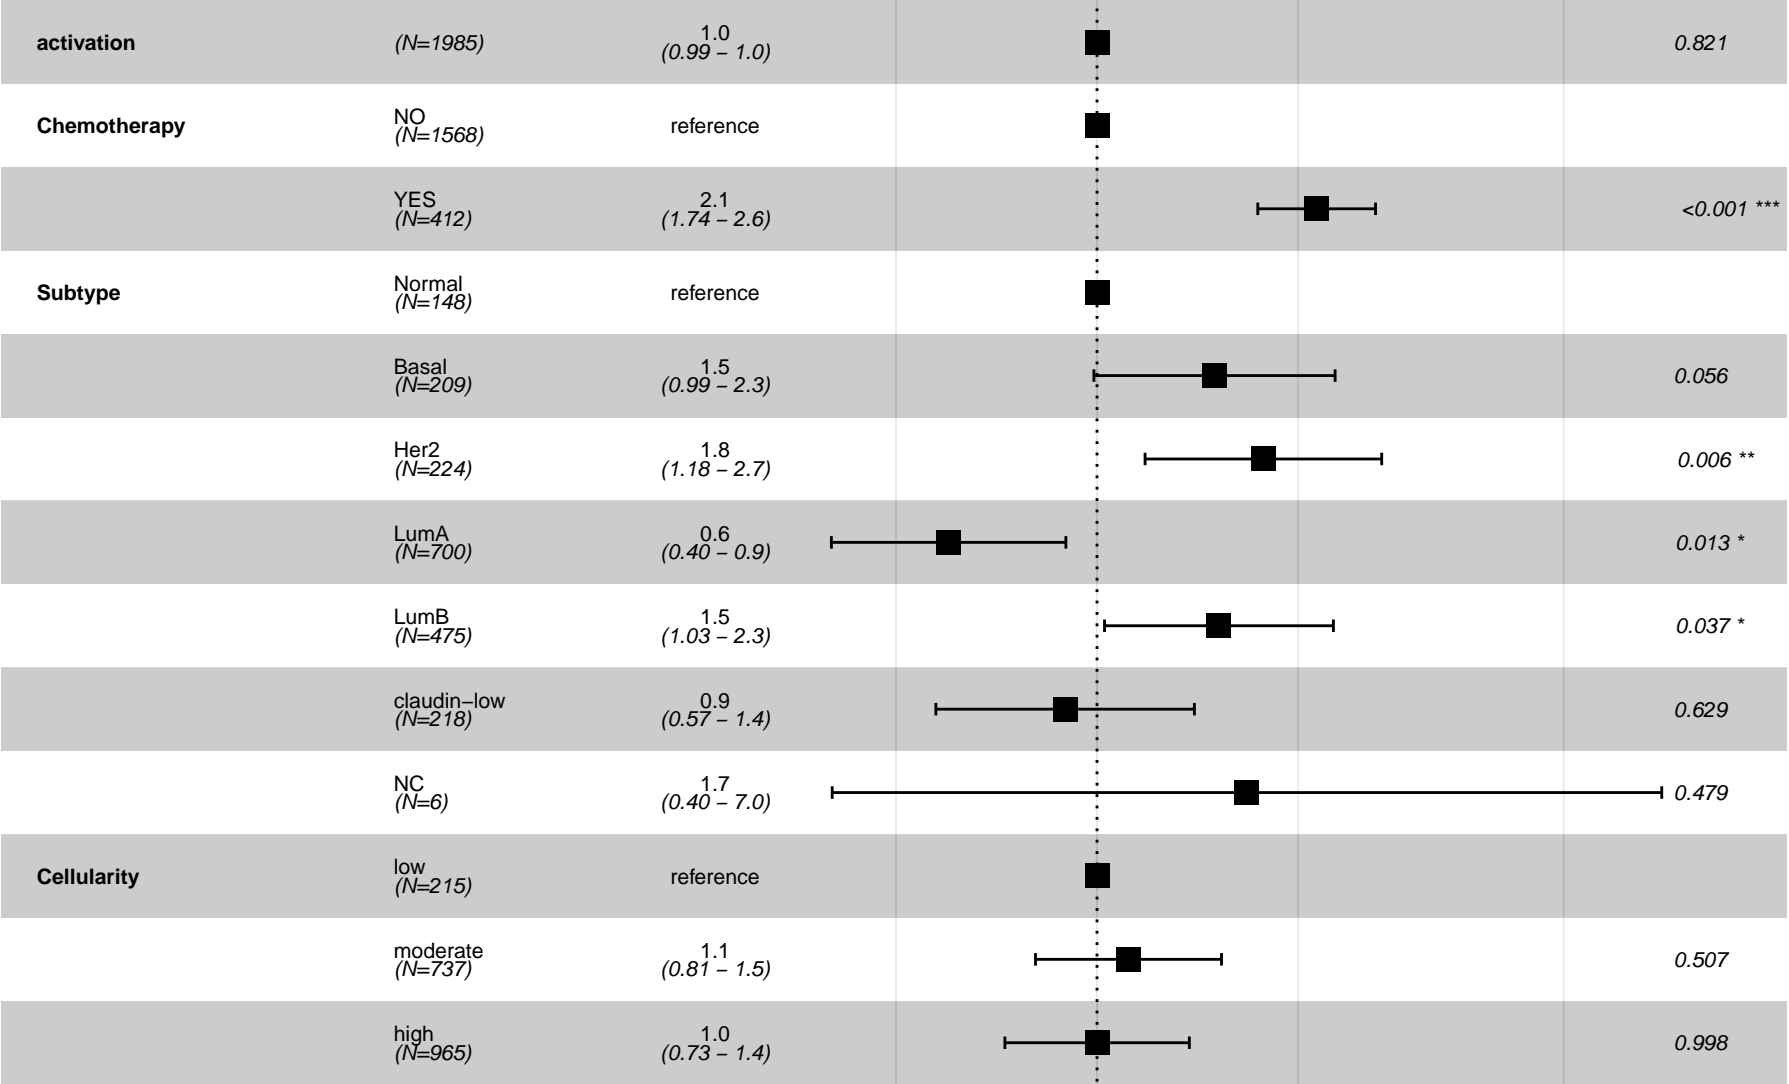 activation (N=1985) 1.0 0.821
(0.99 – 1.0)
Chemotherapy NO reference
(N=1568)
YES 2.1 <0.001 ***
(N=412) (1.74 – 2.6)
Subtype Normal reference
(N=148)
Basal 1.5 0.056
(N=209) (0.99 – 2.3)
Her2 1.8 0.006 **
(N=224) (1.18 – 2.7)
LumA 0.6 0.013 *
(N=700) (0.40 – 0.9)
LumB 1.5 0.037 *
(N=475) (1.03 – 2.3)
claudin−low 0.9 0.629
(N=218) (0.57 – 1.4)
NC 1.7 0.479
(N=6) (0.40 – 7.0)
Cellularity low reference
(N=215)
moderate 1.1 0.507
(N=737) (0.81 – 1.5)
high 1.0 0.998
(N=965) (0.73 – 1.4)